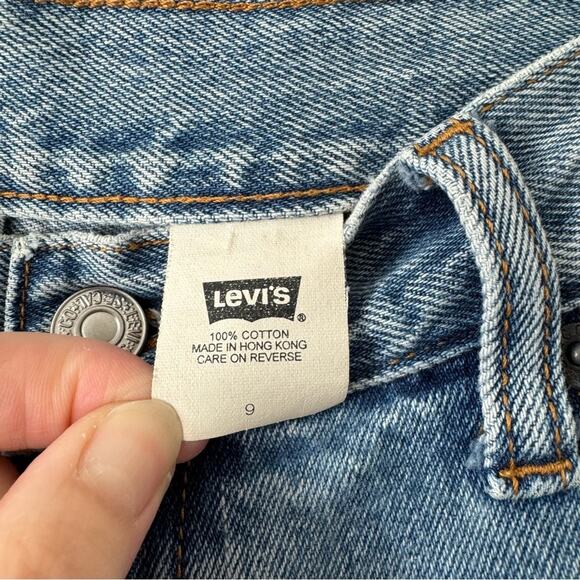 Levi's
®
100% COTTON
MADE IN HONG KONG
CARE ON REVERSE
9